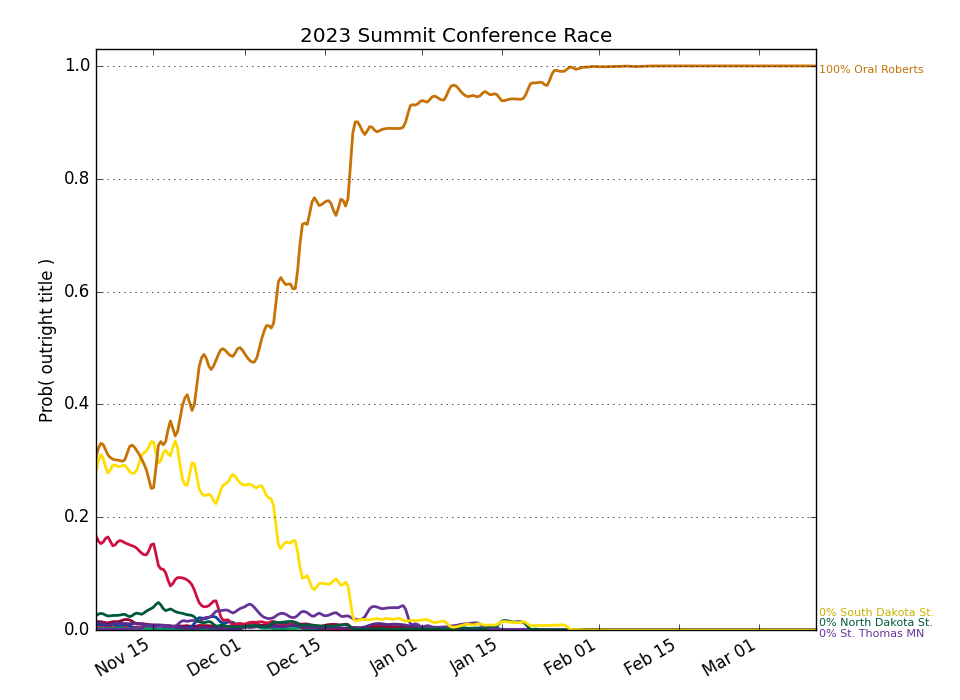 2023 Summit Conference Race
Prob( outright title )
1.0
0.8
0.6
0.4
0.2
0.0
Nov 15
Dec 01
Dec 15
Jan 01
Jan 15
Feb 01
Feb 15
Mar 01
100% Oral Roberts
0% South Dakota St.
0% North Dakota St.
0% St. Thomas MN